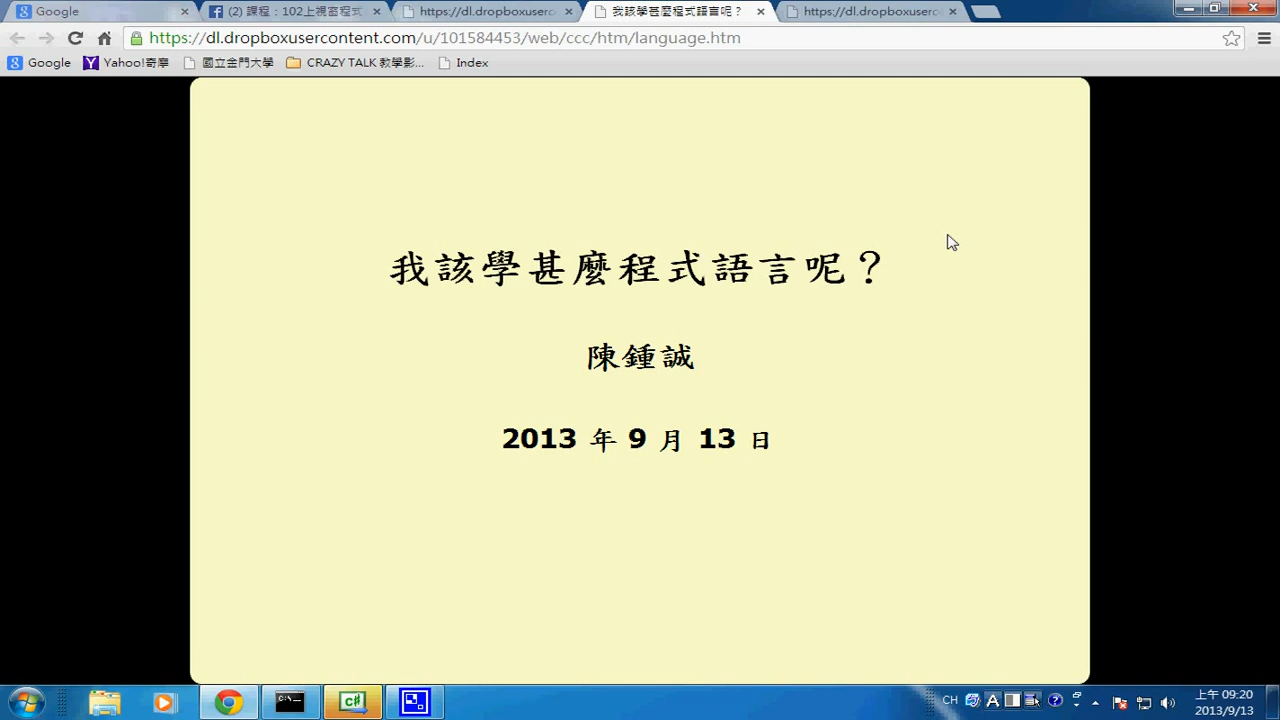 Google
(2) 課程：102上視窗程式
https://dl.dropboxuserc
我該學甚麼程式語言呢？
https://dl.dropboxuserc
https://dl.dropboxusercontent.com/u/101584453/web/ccc/htm/language.htm
Google
Yahoo!奇摩
國立金門大學
CRAZY TALK 教學影...
Index
我該學甚麼程式語言呢？
陳鍾誠
2013 年 9 月 13 日
C:\.
C#
CH
A
上午 09:20
2013/9/13